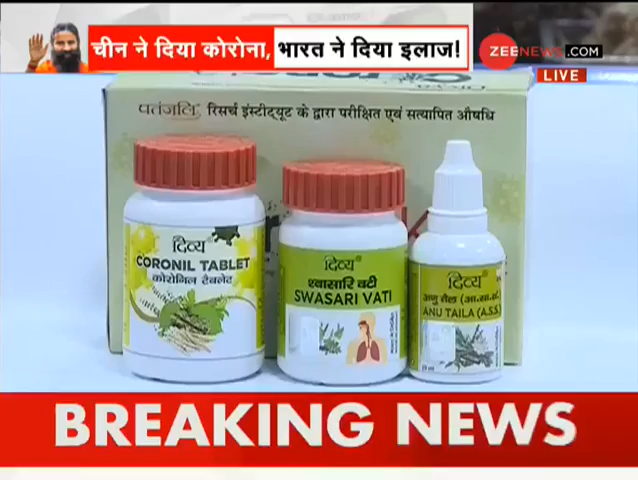 चीन ने दिया कोरोना, भारत ने दिया इलाज!
ZEENEWS.COM
LIVE
पतंजलि रिसर्च इंस्टीट्यूट के द्वारा परीक्षित एवं सत्यापित औषधि
दिव्य
CORONIL TABLET
कोरोनिल टैबलेट
दिव्य
श्वासारि वटी
SWASARI VATI
दिव्य
अणु तैल (आ.सा.सं.)
ANU TAILA (A.S.S.)
BREAKING NEWS